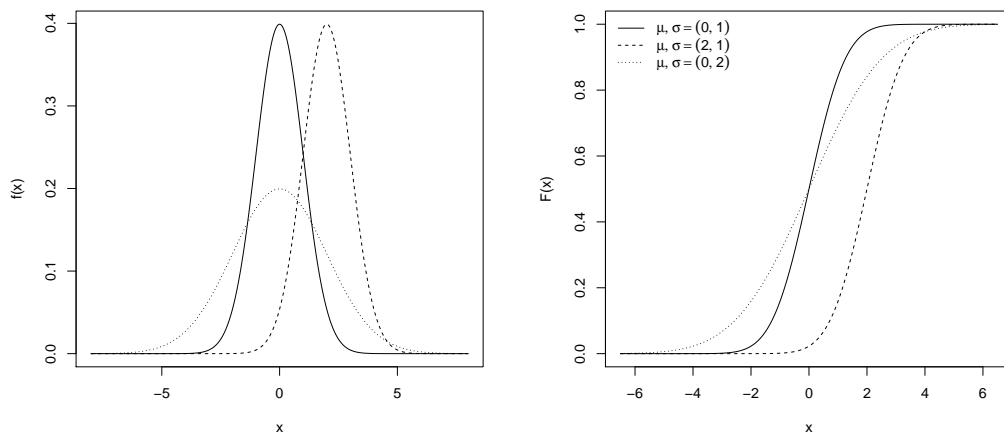 f(x)
0.4
0.3
0.2
0.1
0.0
−5 0 5
x
F(x)
1.0
0.8
0.6
0.4
0.2
0.0
μ, σ = (0, 1)
μ, σ = (2, 1)
μ, σ = (0, 2)
−6 −4 −2 0 2 4 6
x